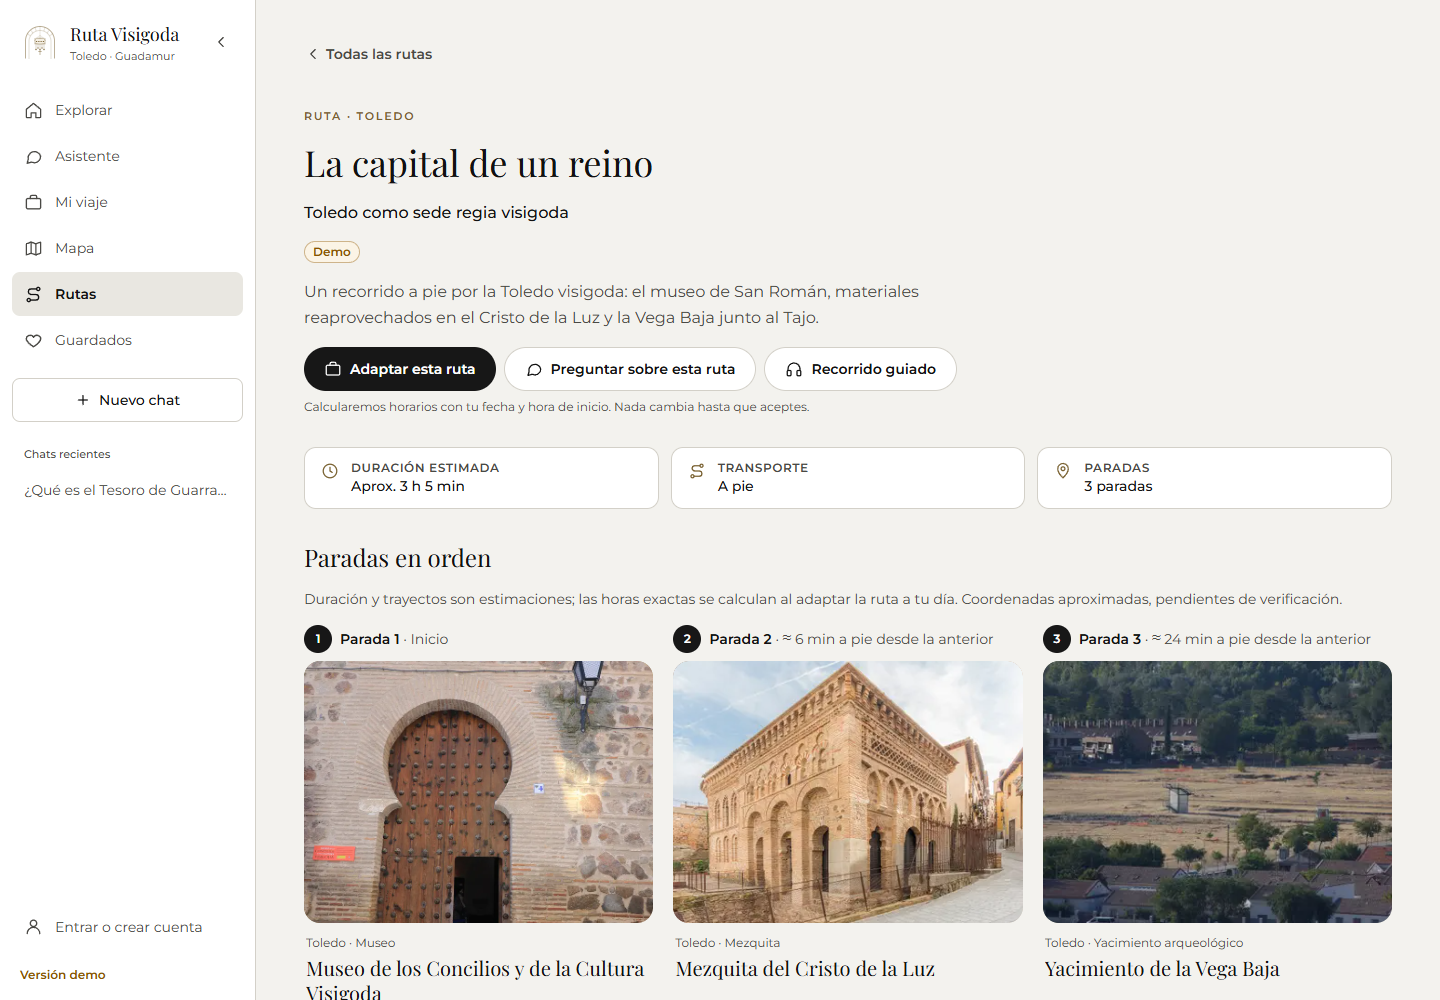 Ruta Visigoda
Toledo · Guadamur
Explorar
Asistente
Mi viaje
Mapa
Rutas
Guardados
Nuevo chat
Chats recientes
¿Qué es el Tesoro de Guarra...
Entrar o crear cuenta
Versión demo
Todas las rutas
RUTA · TOLEDO
La capital de un reino
Toledo como sede regia visigoda
Demo
Un recorrido a pie por la Toledo visigoda: el museo de San Román, materiales
reaprovechados en el Cristo de la Luz y la Vega Baja junto al Tajo.
Adaptar esta ruta
Preguntar sobre esta ruta
Recorrido guiado
Calcularemos horarios con tu fecha y hora de inicio. Nada cambia hasta que aceptes.
DURACIÓN ESTIMADA
Aprox. 3 h 5 min
TRANSPORTE
A pie
PARADAS
3 paradas
Paradas en orden
Duración y trayectos son estimaciones; las horas exactas se calculan al adaptar la ruta a tu día. Coordenadas aproximadas, pendientes de verificación.
1 Parada 1 · Inicio
2 Parada 2 · ≈ 6 min a pie desde la anterior
3 Parada 3 · ≈ 24 min a pie desde la anterior
Toledo · Museo
Museo de los Concilios y de la Cultura
Visigoda
Toledo · Mezquita
Mezquita del Cristo de la Luz
Toledo · Yacimiento arqueológico
Yacimiento de la Vega Baja